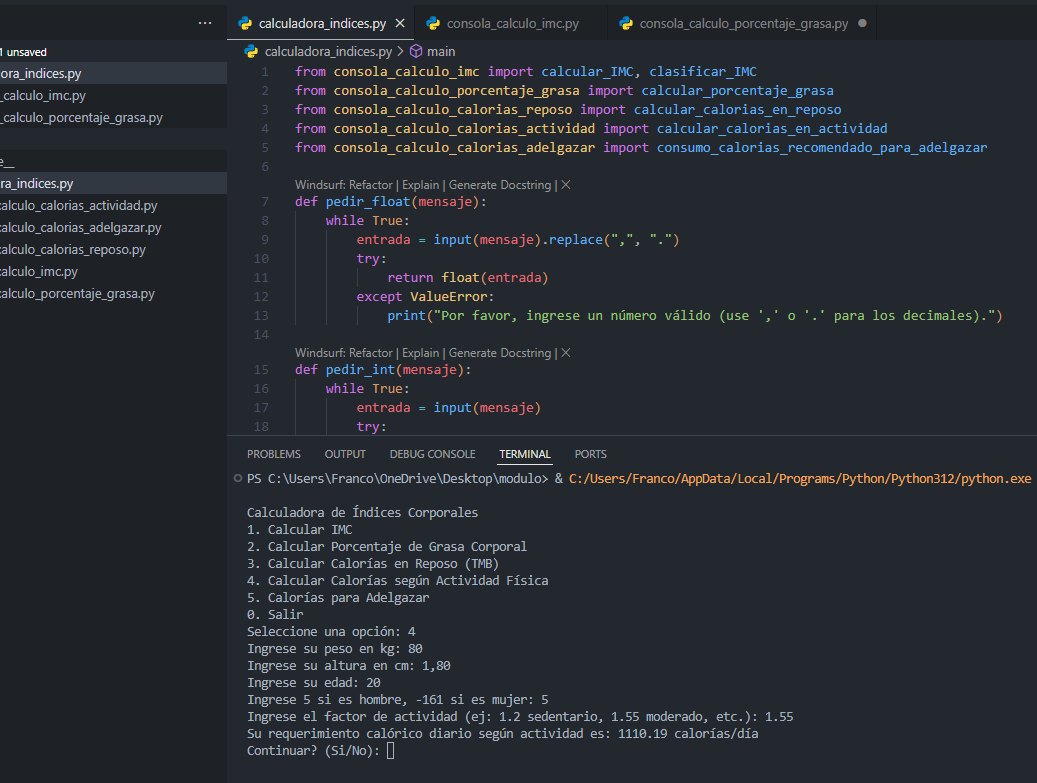 ...
calculadora_indices.py
consola_calculo_imc.py
consola_calculo_porcentaje_grasa.py
1 unsaved
ora_indices.py
_calculo_imc.py
_calculo_porcentaje_grasa.py
e__
ra_indices.py
calculo_calorias_actividad.py
calculo_calorias_adelgazar.py
calculo_calorias_reposo.py
calculo_imc.py
calculo_porcentaje_grasa.py
calculadora_indices.py > main
1 from consola_calculo_imc import calcular_IMC, clasificar_IMC
2 from consola_calculo_porcentaje_grasa import calcular_porcentaje_grasa
3 from consola_calculo_calorias_reposo import calcular_calorias_en_reposo
4 from consola_calculo_calorias_actividad import calcular_calorias_en_actividad
5 from consola_calculo_calorias_adelgazar import consumo_calorias_recomendado_para_adelgazar
6
Windsurf: Refactor | Explain | Generate Docstring | X
7 def pedir_float(mensaje):
8 while True:
9 entrada = input(mensaje).replace(",", ".")
10 try:
11 return float(entrada)
12 except ValueError:
13 print("Por favor, ingrese un número válido (use ',' o '.' para los decimales).")
14
Windsurf: Refactor | Explain | Generate Docstring | X
15 def pedir_int(mensaje):
16 while True:
17 entrada = input(mensaje)
18 try:
PROBLEMS OUTPUT DEBUG CONSOLE TERMINAL PORTS
PS C:\Users\Franco\OneDrive\Desktop\modulo> & C:/Users/Franco/AppData/Local/Programs/Python/Python312/python.exe
Calculadora de Índices Corporales
1. Calcular IMC
2. Calcular Porcentaje de Grasa Corporal
3. Calcular Calorías en Reposo (TMB)
4. Calcular Calorías según Actividad Física
5. Calorías para Adelgazar
0. Salir
Seleccione una opción: 4
Ingrese su peso en kg: 80
Ingrese su altura en cm: 1,80
Ingrese su edad: 20
Ingrese 5 si es hombre, -161 si es mujer: 5
Ingrese el factor de actividad (ej: 1.2 sedentario, 1.55 moderado, etc.): 1.55
Su requerimiento calórico diario según actividad es: 1110.19 calorías/día
Continuar? (Si/No):